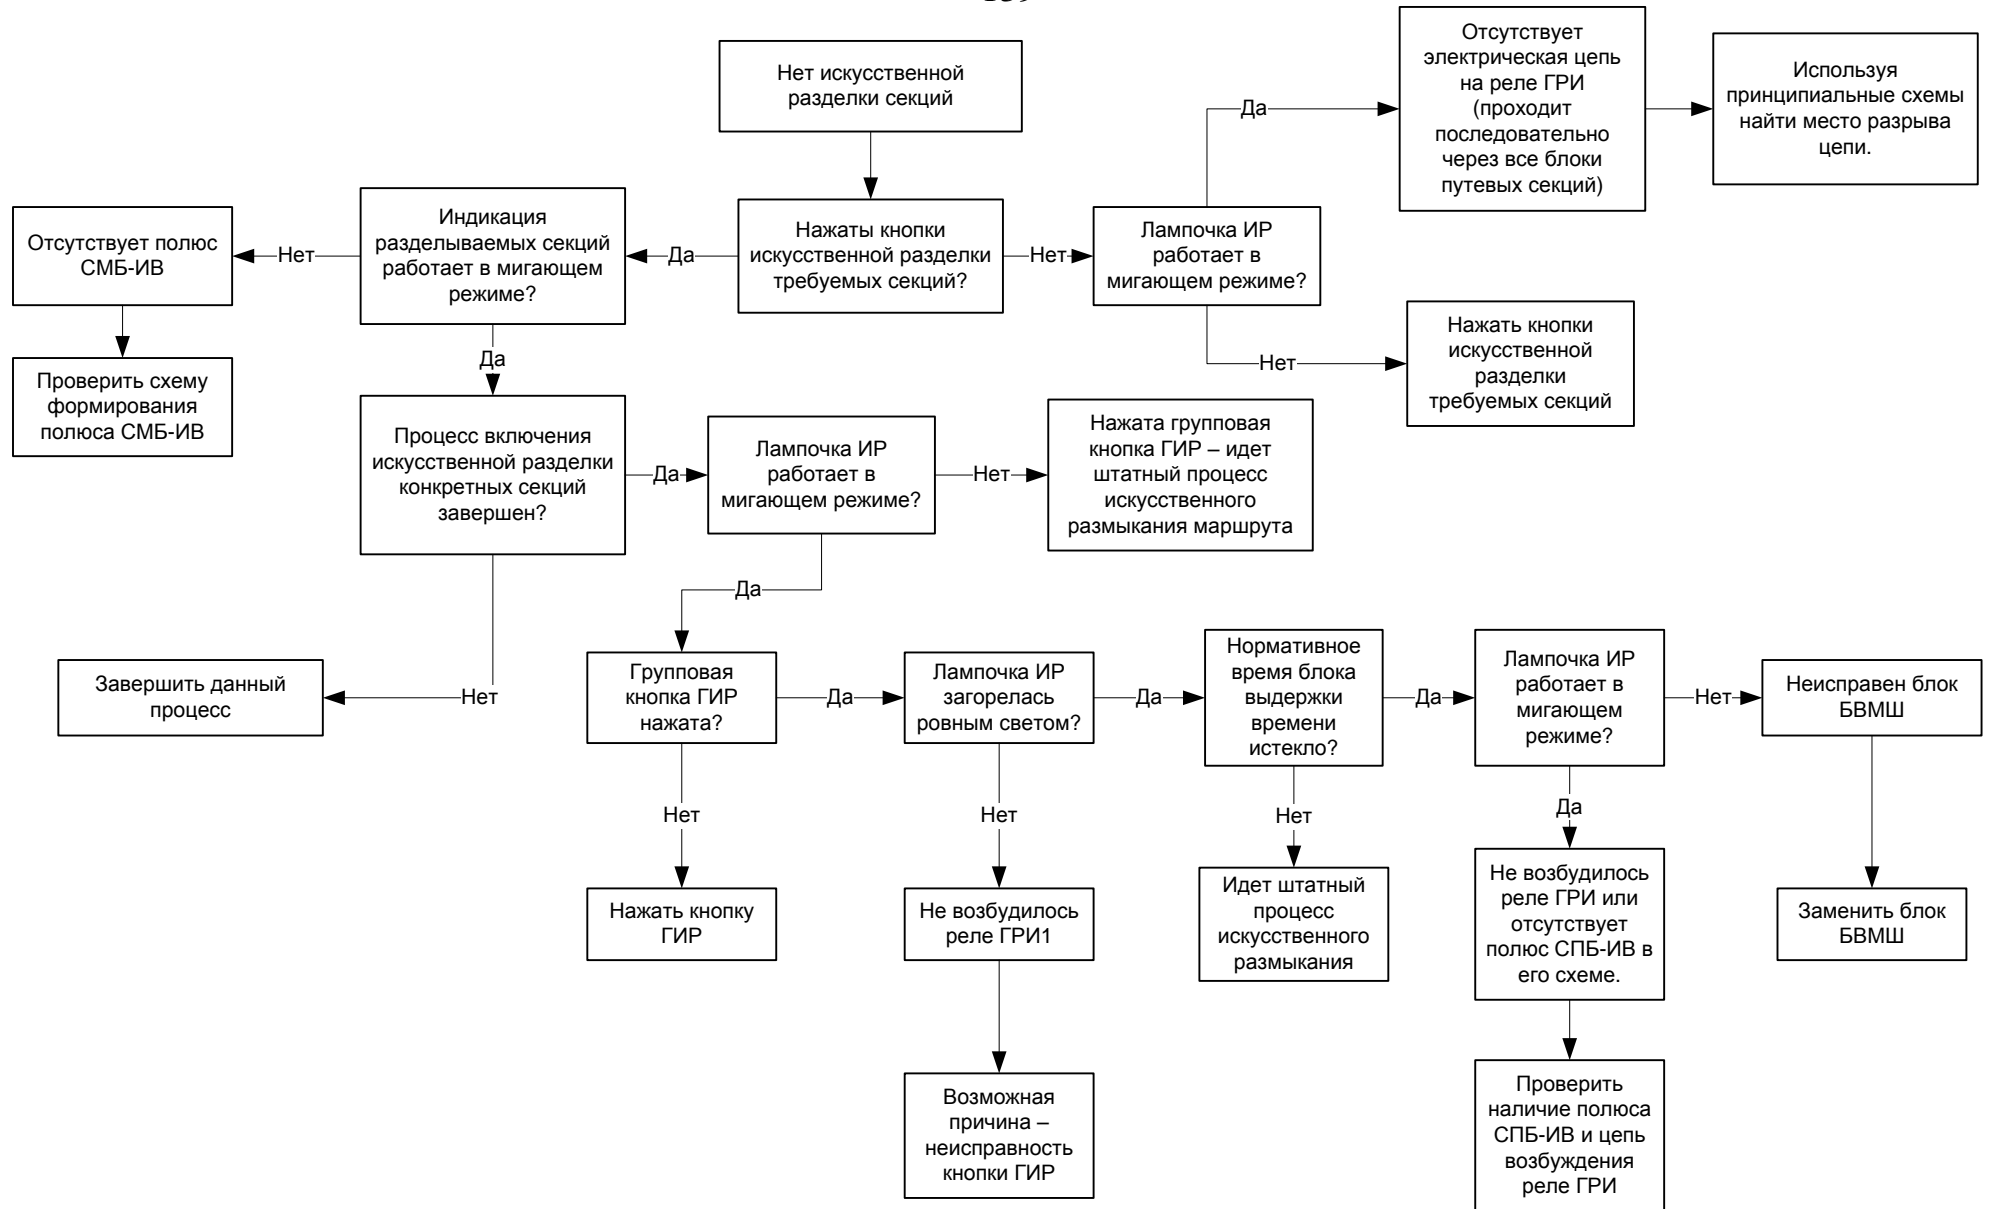 Нет искусственной
разделки секций
Отсутствует
электрическая цепь
на реле ГРИ
(проходит
последовательно
через все блоки
путевых секций)
Используя
принципиальные схемы
найти место разрыва
цепи.
Да
Отсутствует полюс
СМБ-ИВ
Нет
Индикация
разделываемых секций
работает в мигающем
режиме?
Да
Нажаты кнопки
искусственной разделки
требуемых секций?
Нет
Лампочка ИР
работает в
мигающем режиме?
Нет
Нажать кнопки
искусственной
разделки
требуемых секций
Да
Проверить схему
формирования
полюса СМБ-ИВ
Процесс включения
искусственной разделки
конкретных секций
завершен?
Да
Лампочка ИР
работает в
мигающем режиме?
Нет
Нажата групповая
кнопка ГИР – идет
штатный процесс
искусственного
размыкания маршрута
Да
Завершить данный
процесс
Нет
Групповая
кнопка ГИР
нажата?
Да
Лампочка ИР
загорелась
ровным светом?
Да
Нормативное
время блока
выдержки
времени
истекло?
Да
Лампочка ИР
работает в
мигающем
режиме?
Нет
Неисправен блок
БВМШ
Нет
Нет
Нет
Да
Нажать кнопку
ГИР
Не возбудилось
реле ГРИ1
Идет штатный
процесс
искусственного
размыкания
Не возбудилось
реле ГРИ или
отсутствует
полюс СПБ-ИВ в
его схеме.
Заменить блок
БВМШ
Возможная
причина –
неисправность
кнопки ГИР
Проверить
наличие полюса
СПБ-ИВ и цепь
возбуждения
реле ГРИ